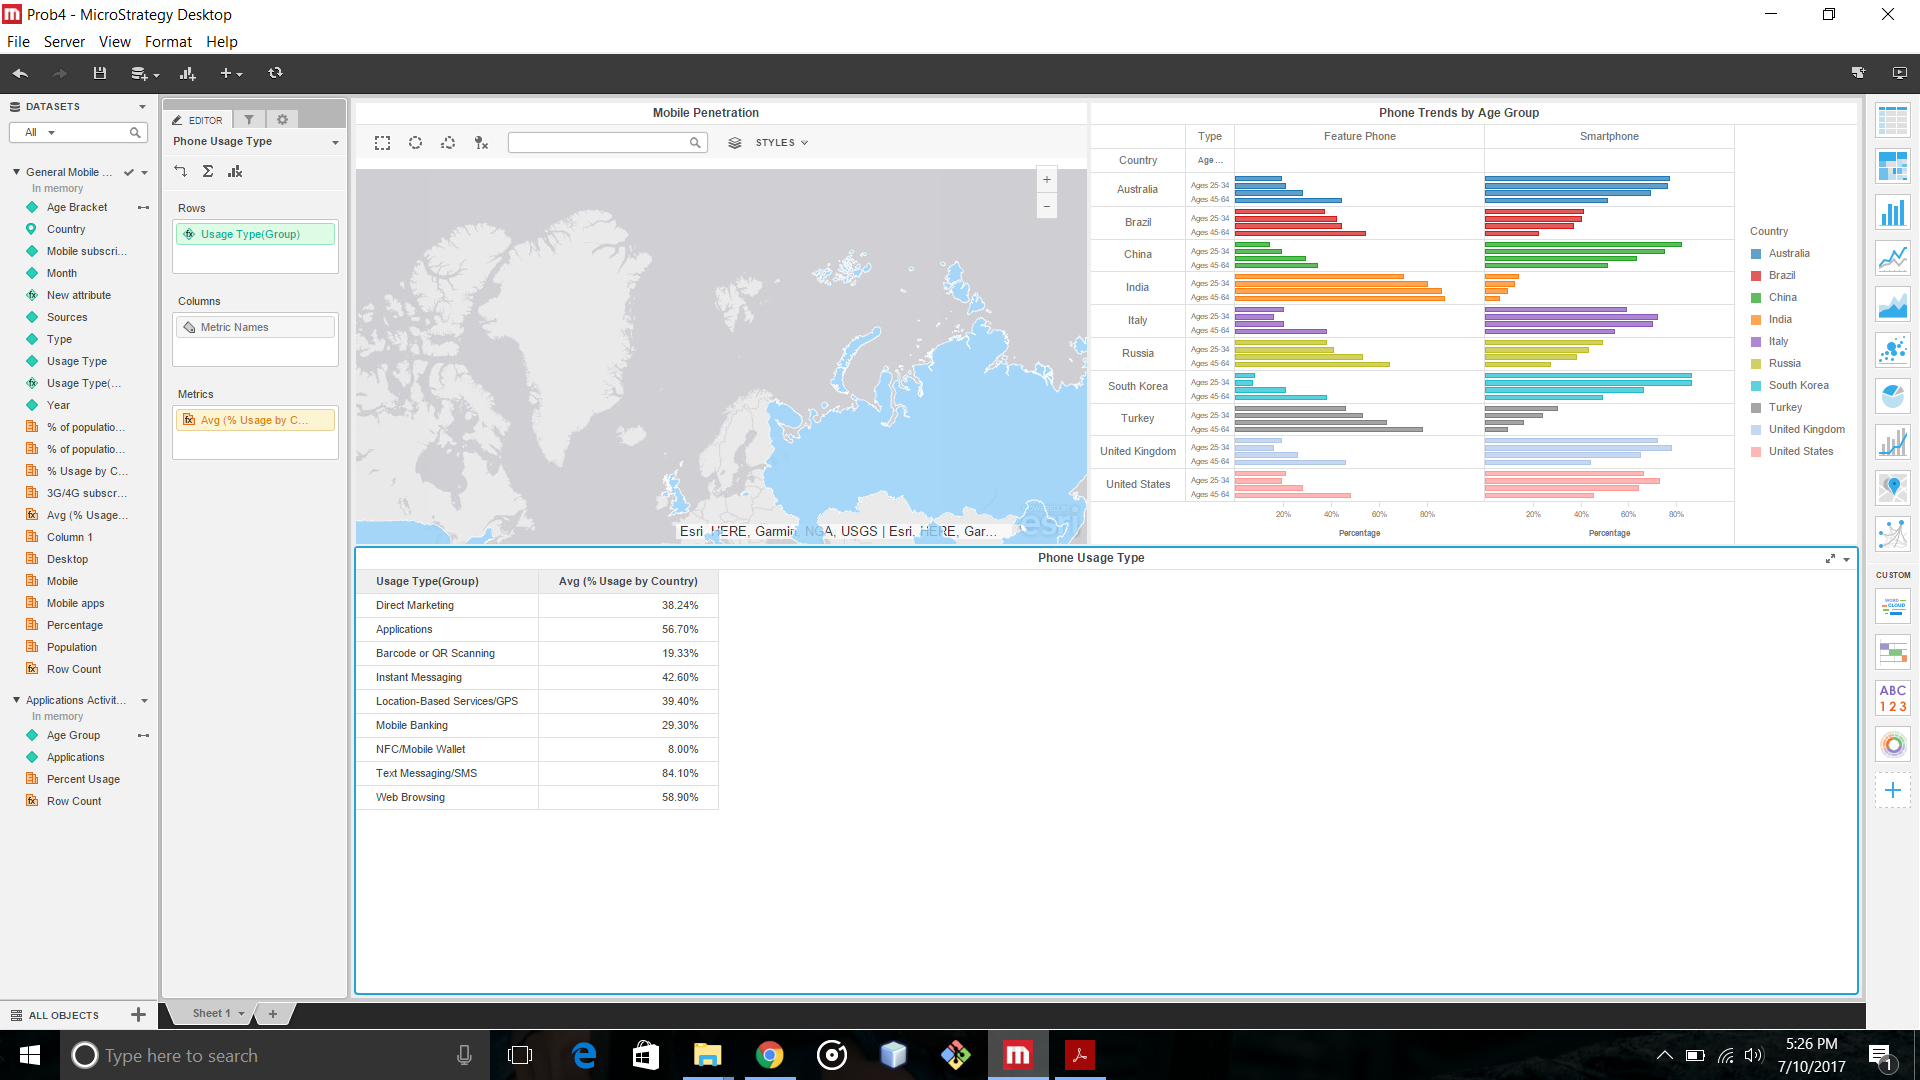 Prob4 - MicroStrategy Desktop
File Server View Format Help
DATASETS
All
General Mobile ...
In memory
Age Bracket
Country
Mobile subscri...
Month
New attribute
Sources
Type
Usage Type
Usage Type(...
Year
% of populatio...
% of populatio...
% Usage by C...
3G/4G subscr...
Avg (% Usage...
Column 1
Desktop
Mobile
Mobile apps
Percentage
Population
Row Count
Applications Activit...
In memory
Age Group
Applications
Percent Usage
Row Count
ALL OBJECTS
EDITOR
Phone Usage Type
Rows
Usage Type(Group)
Columns
Metric Names
Metrics
Avg (% Usage by C...
Mobile Penetration
STYLES
+
−
Esri, HERE, Garmin, NGA, USGS | Esri, HERE, Gar...
esri
Phone Trends by Age Group
Type Feature Phone Smartphone
Country Age ...
Australia Ages 25-34
Ages 45-64
Brazil Ages 25-34
Ages 45-64
China Ages 25-34
Ages 45-64
India Ages 25-34
Ages 45-64
Italy Ages 25-34
Ages 45-64
Russia Ages 25-34
Ages 45-64
South Korea Ages 25-34
Ages 45-64
Turkey Ages 25-34
Ages 45-64
United Kingdom Ages 25-34
Ages 45-64
United States Ages 25-34
Ages 45-64
20% 40% 60% 80% 20% 40% 60% 80%
Percentage Percentage
Country
Australia
Brazil
China
India
Italy
Russia
South Korea
Turkey
United Kingdom
United States
Phone Usage Type
Usage Type(Group) Avg (% Usage by Country)
Direct Marketing 38.24%
Applications 56.70%
Barcode or QR Scanning 19.33%
Instant Messaging 42.60%
Location-Based Services/GPS 39.40%
Mobile Banking 29.30%
NFC/Mobile Wallet 8.00%
Text Messaging/SMS 84.10%
Web Browsing 58.90%
CUSTOM
WORD
CLOUD
ABC
123
Sheet 1
Type here to search
5:26 PM
7/10/2017
1